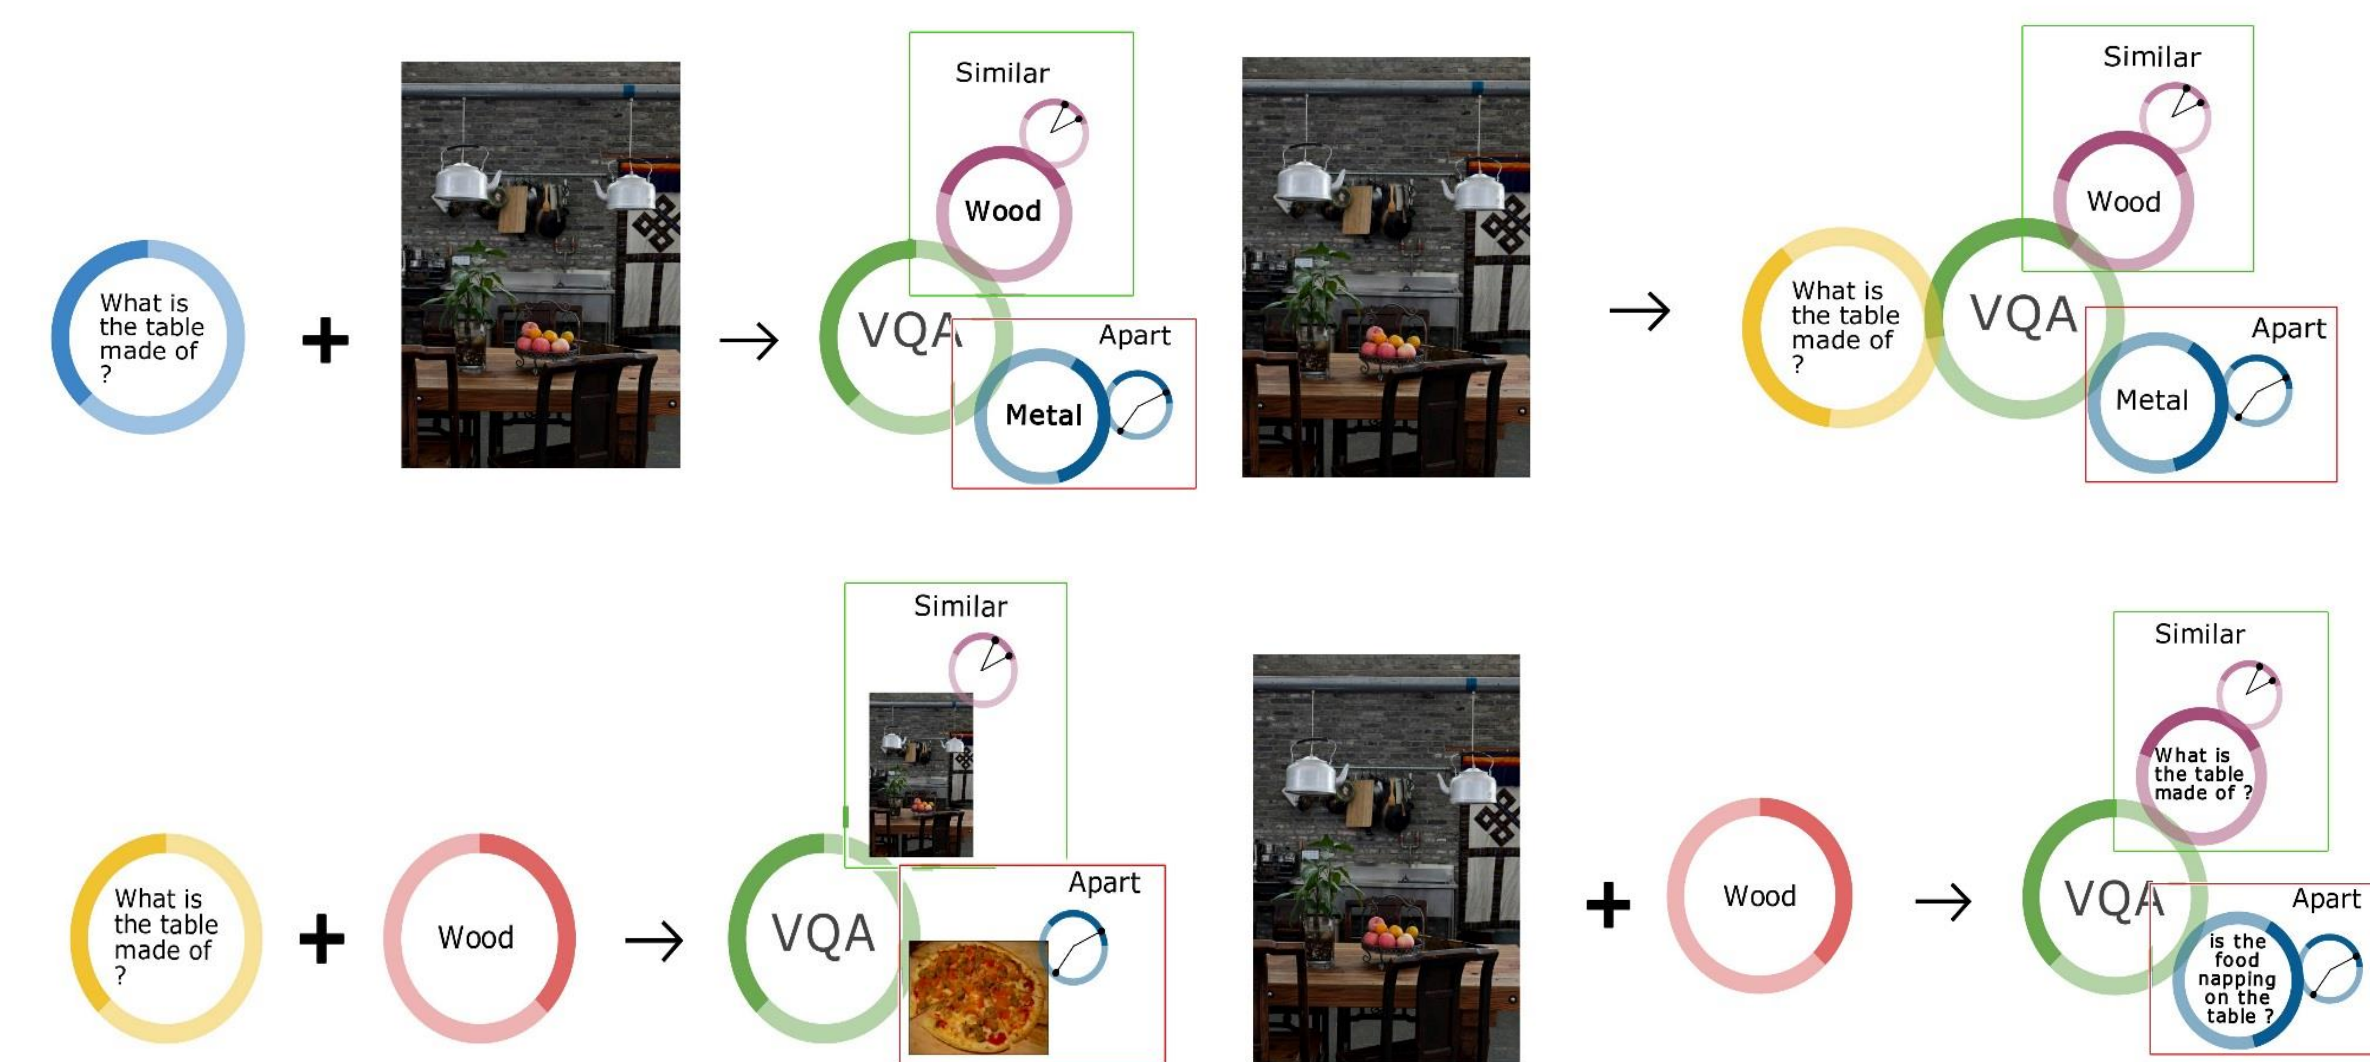 What is
the table
made of
?
+
→
VQA
Similar
Wood
Apart
Metal
→
What is
the table
made of
?
VQA
Similar
Wood
Apart
Metal
What is
the table
made of
?
+
Wood
→
VQA
Similar
Apart
+
Wood
→
VQA
Similar
What is
the table
made of ?
Apart
is the
food
napping
on the
table ?